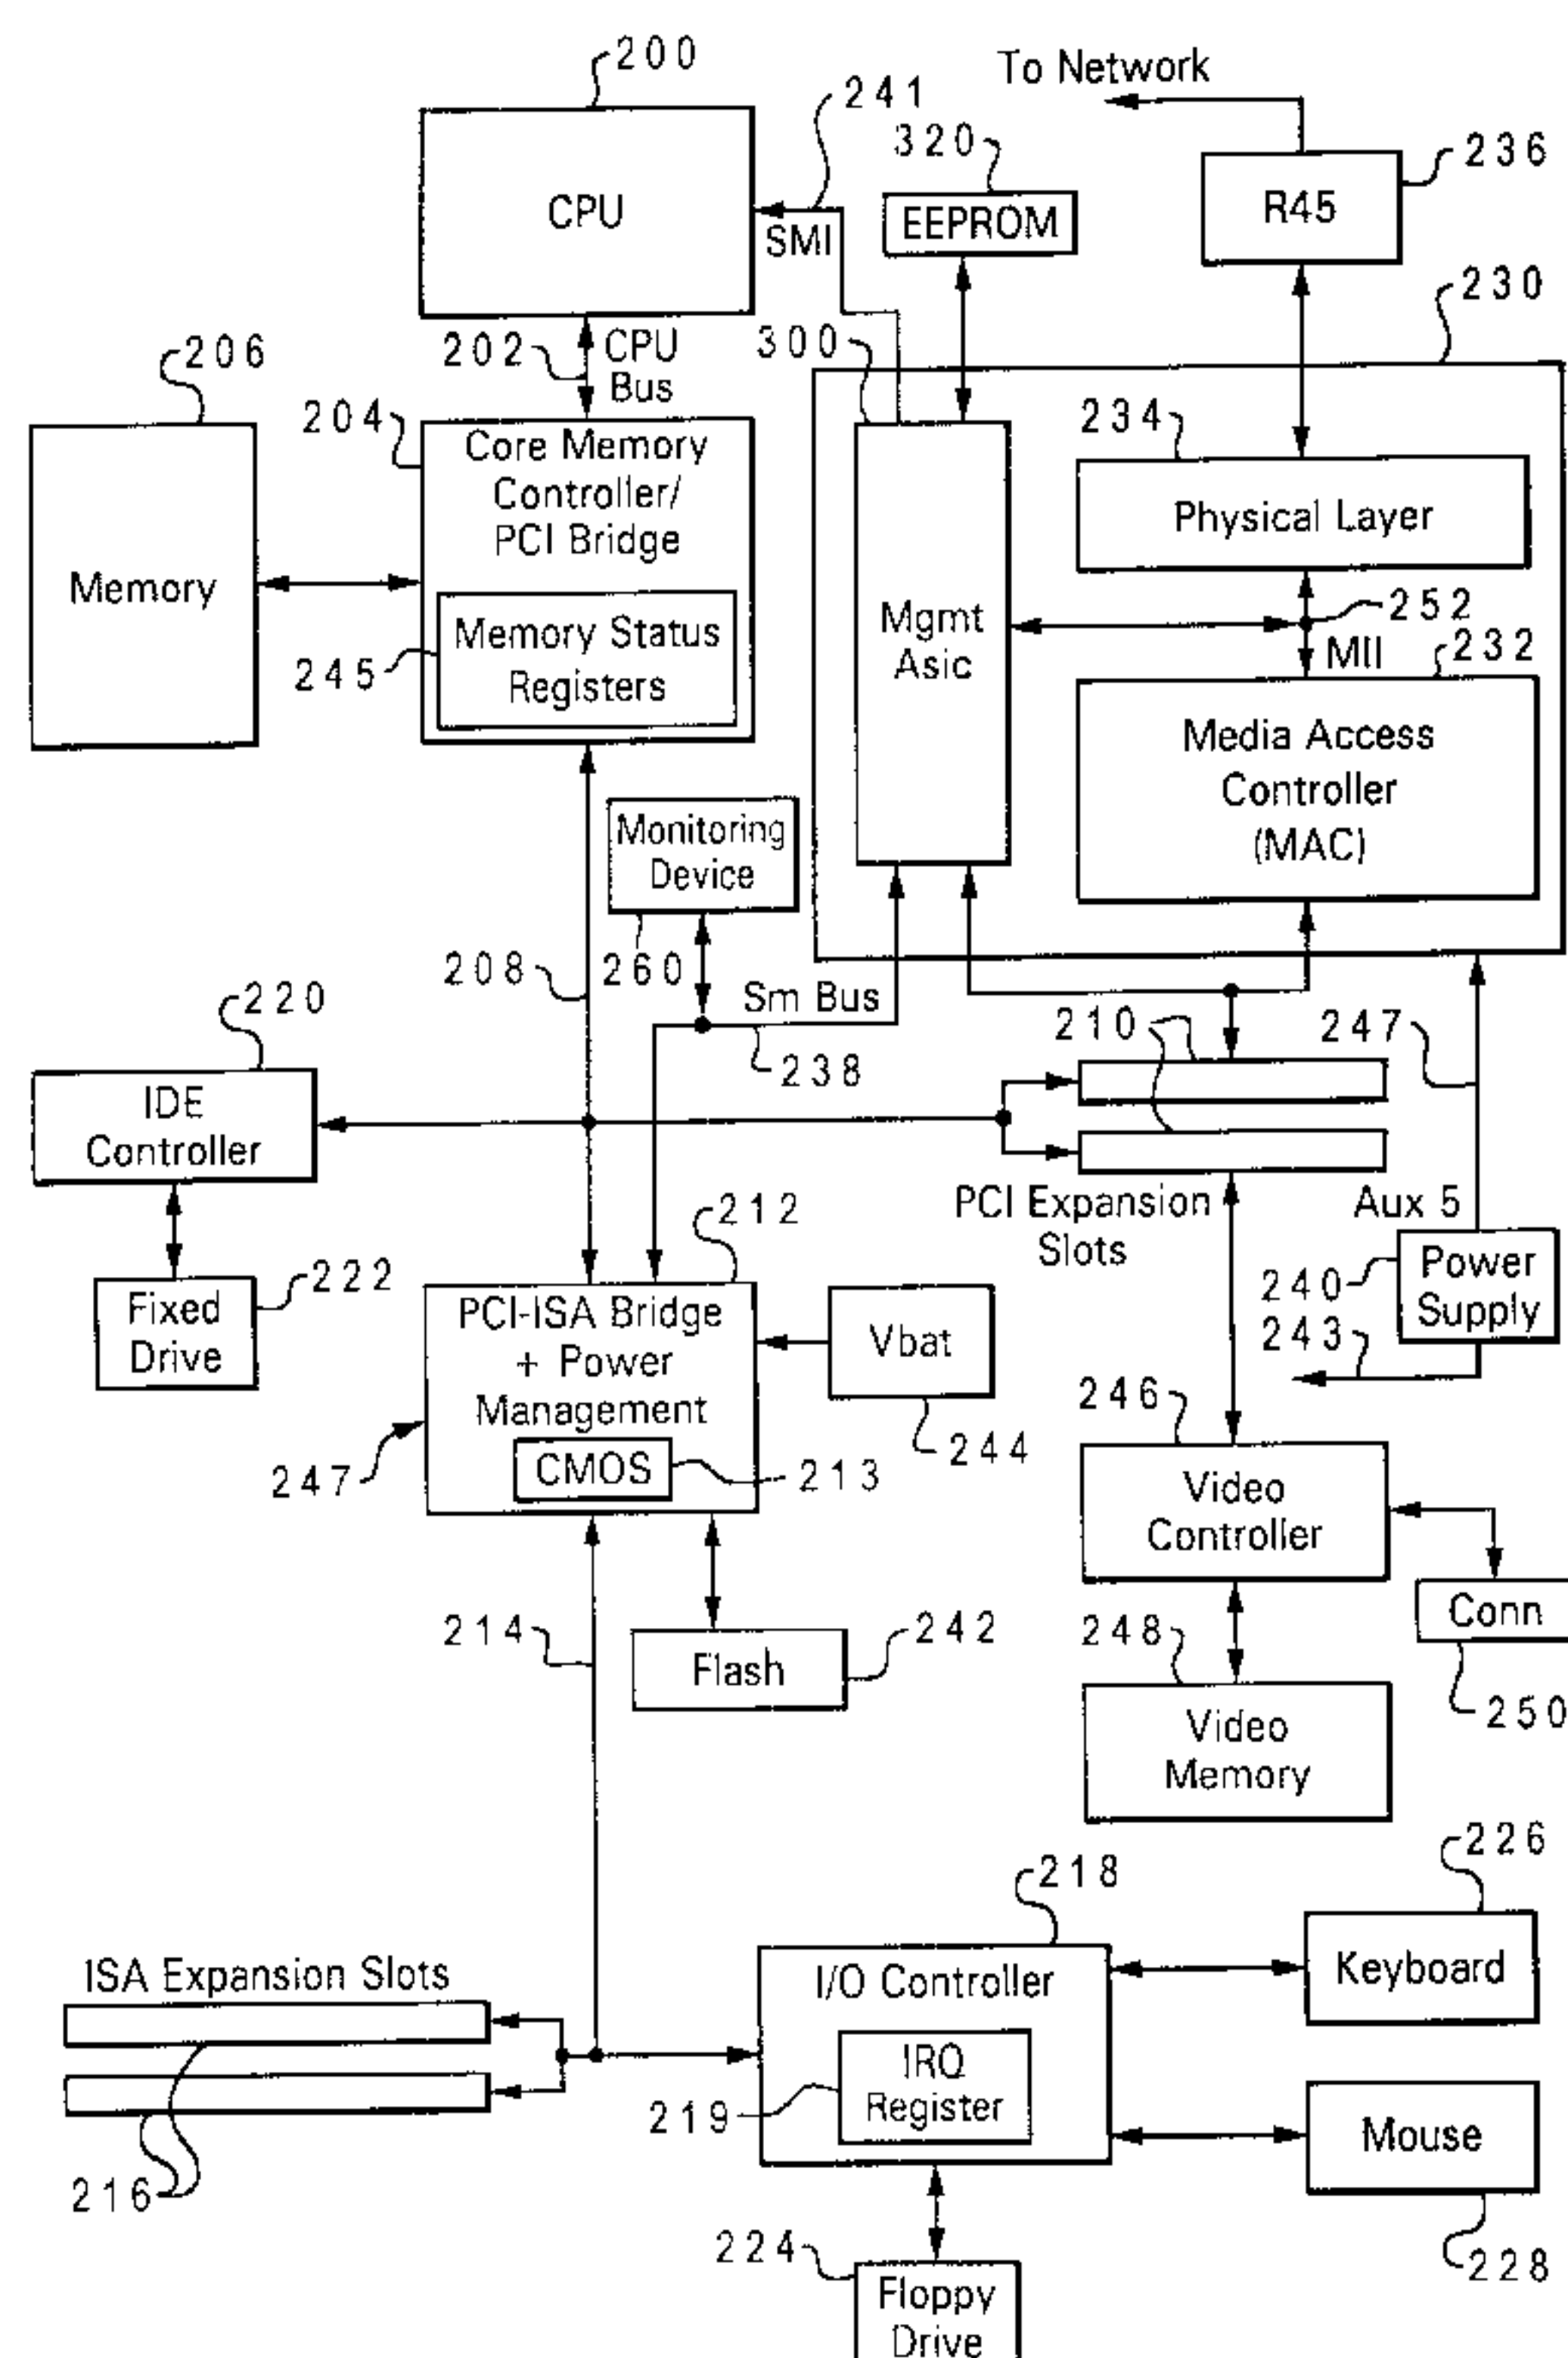 200
To Network
241
320
236
CPU
SMI
EEPROM
R45
230
206
202
CPU
Bus
300
204
234
Core Memory
Controller/
PCI Bridge
Physical Layer
Memory
Mgmt
Asic
252
MII
232
Memory Status
Registers
245
Media Access
Controller
(MAC)
Monitoring
Device
208
260
Sm Bus
220
210
247
238
IDE
Controller
PCI Expansion
Slots
Aux 5
212
222
Fixed
Drive
PCI-ISA Bridge
+ Power
Management
Vbat
240
Power
Supply
243
246
244
CMOS
213
247
Video
Controller
Conn
214
242
Flash
248
250
Video
Memory
226
218
ISA Expansion Slots
I/O Controller
Keyboard
IRQ
Register
219
Mouse
216
224
228
Floppy
Drive